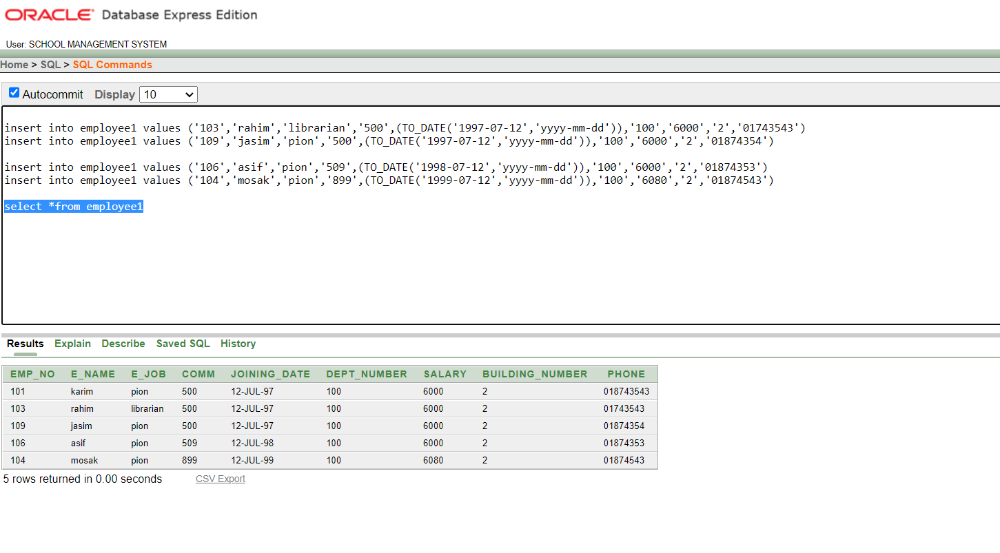 ORACLE Database Express Edition
User: SCHOOL MANAGEMENT SYSTEM
Home > SQL > SQL Commands
Autocommit Display 10
insert into employee1 values ('103','rahim','librarian','500',(TO_DATE('1997-07-12','yyyy-mm-dd')),'100','6000','2','01743543')
insert into employee1 values ('109','jasim','pion','500',(TO_DATE('1997-07-12','yyyy-mm-dd')),'100','6000','2','01874354')
insert into employee1 values ('106','asif','pion','509',(TO_DATE('1998-07-12','yyyy-mm-dd')),'100','6000','2','01874353')
insert into employee1 values ('104','mosak','pion','899',(TO_DATE('1999-07-12','yyyy-mm-dd')),'100','6080','2','01874543')
select *from employee1
Results Explain Describe Saved SQL History
EMP_NO E_NAME E_JOB COMM JOINING_DATE DEPT_NUMBER SALARY BUILDING_NUMBER PHONE
101 karim pion 500 12-JUL-97 100 6000 2 018743543
103 rahim librarian 500 12-JUL-97 100 6000 2 01743543
109 jasim pion 500 12-JUL-97 100 6000 2 01874354
106 asif pion 509 12-JUL-98 100 6000 2 01874353
104 mosak pion 899 12-JUL-99 100 6080 2 01874543
5 rows returned in 0.00 seconds CSV Export